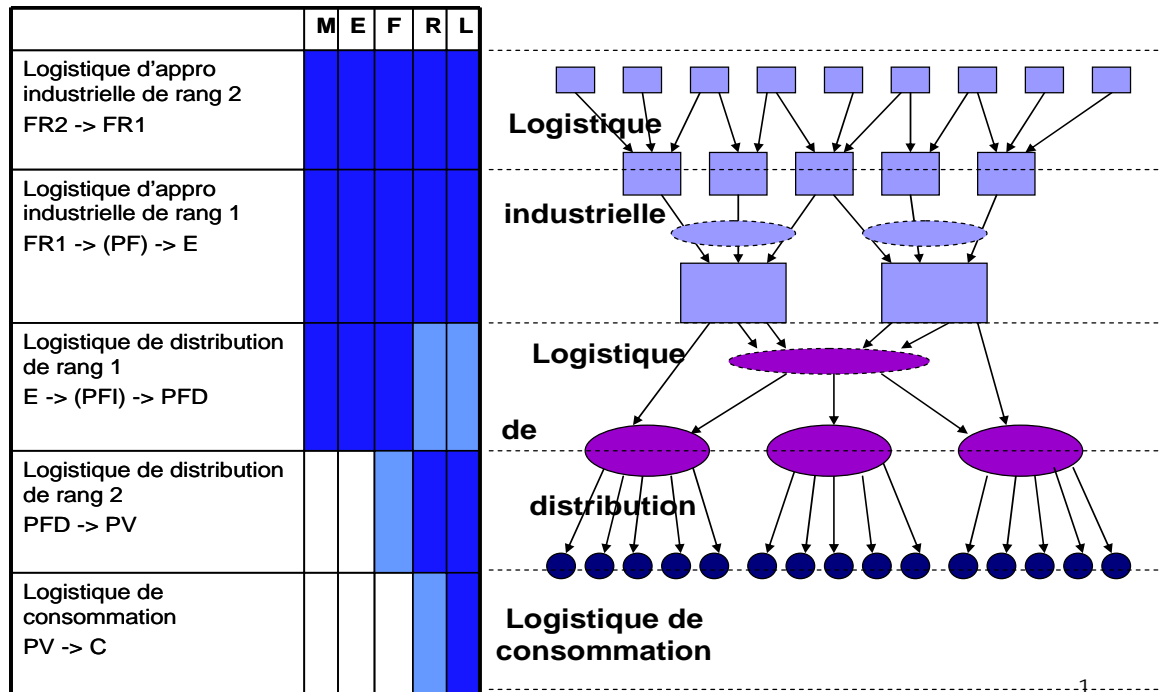 M E F R L
Logistique d'appro
industrielle de rang 2
FR2 -> FR1
Logistique d'appro
industrielle de rang 1
FR1 -> (PF) -> E
Logistique de distribution
de rang 1
E -> (PFI) -> PFD
Logistique de distribution
de rang 2
PFD -> PV
Logistique de
consommation
PV -> C
Logistique
industrielle
Logistique
de
distribution
Logistique de
consommation
1